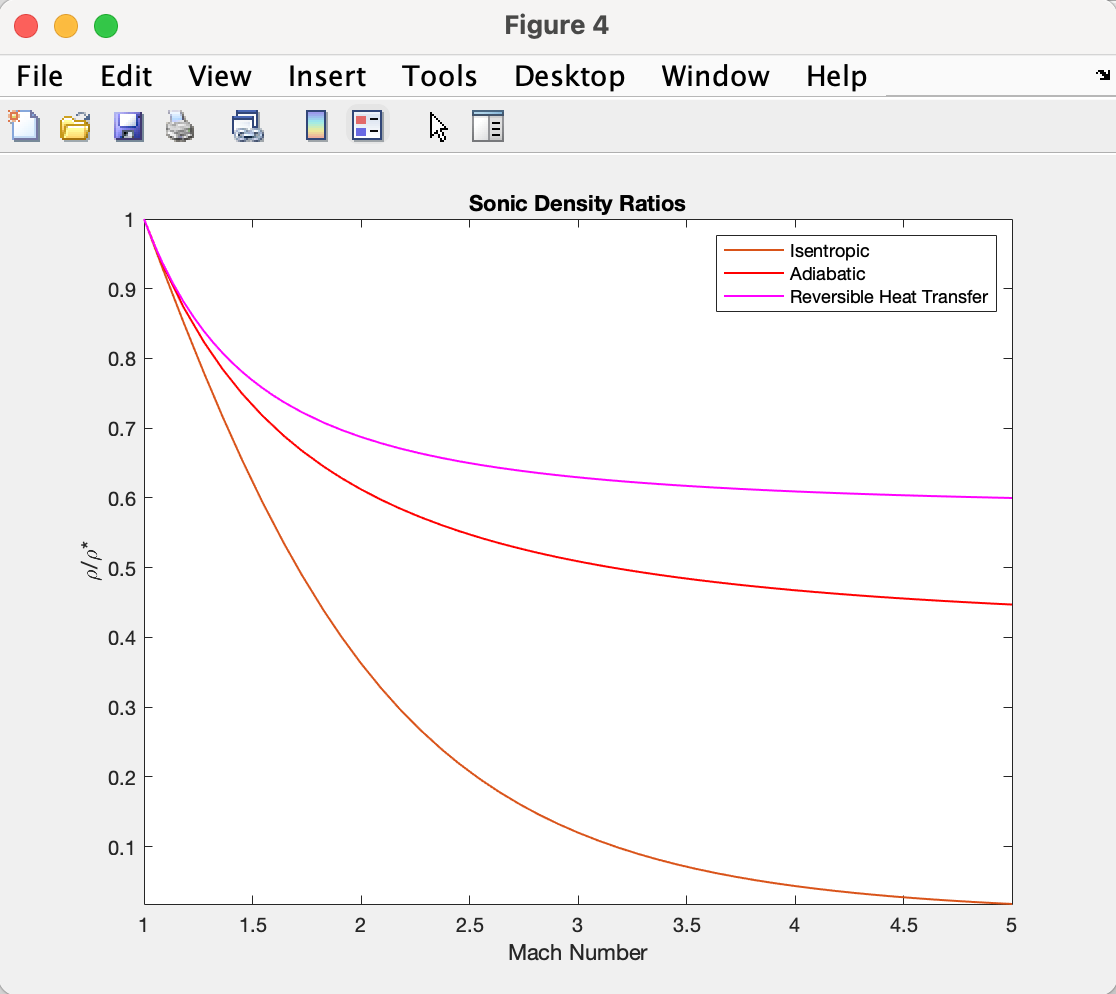 Figure 4
File Edit View Insert Tools Desktop Window Help
Sonic Density Ratios
Isentropic
Adiabatic
Reversible Heat Transfer
1
0.9
0.8
0.7
0.6
0.5
0.4
0.3
0.2
0.1
ρ/ρ*
1 1.5 2 2.5 3 3.5 4 4.5 5
Mach Number